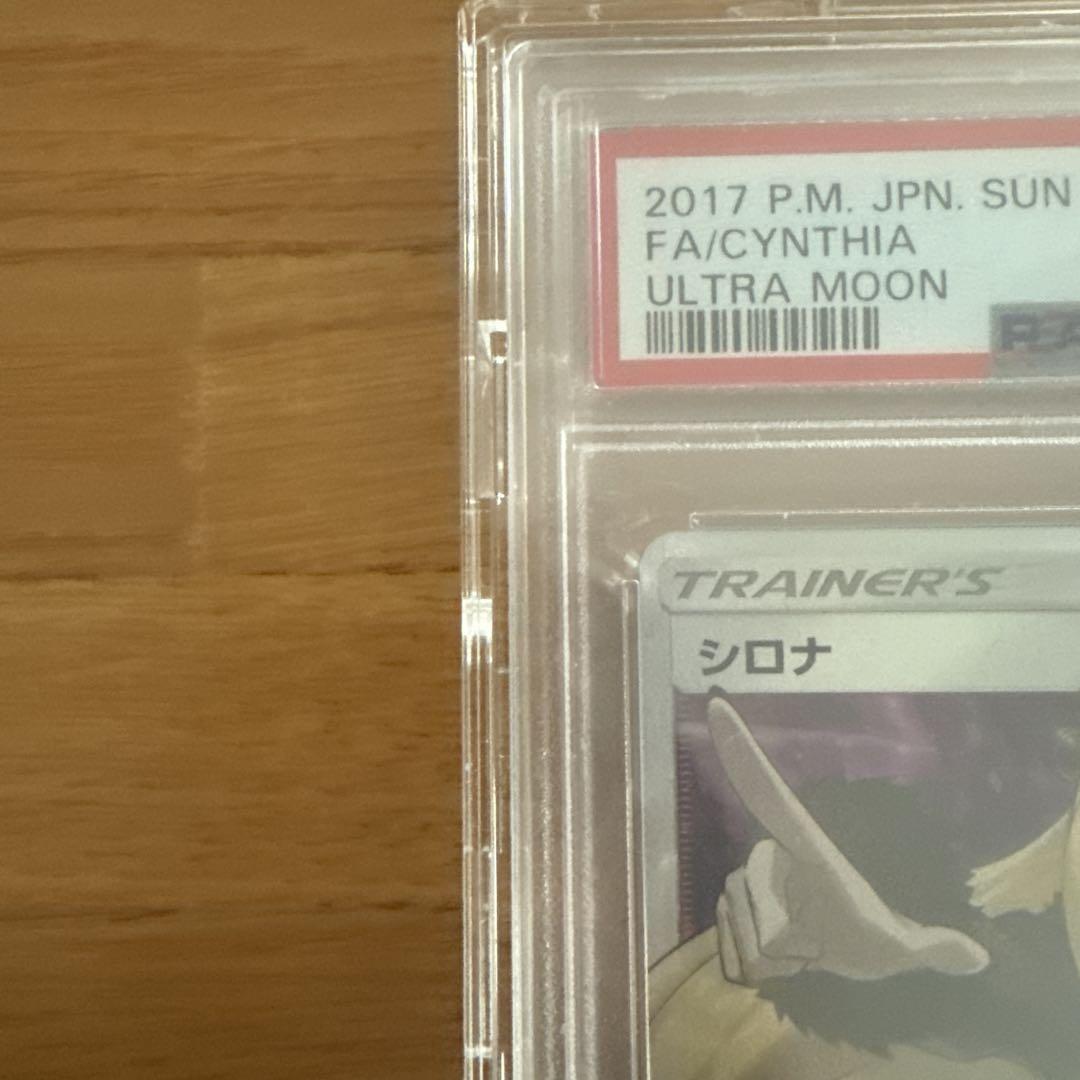 2017 P.M. JPN. SUN
FA/CYNTHIA
ULTRA MOON
TRAINER'S
シロナ